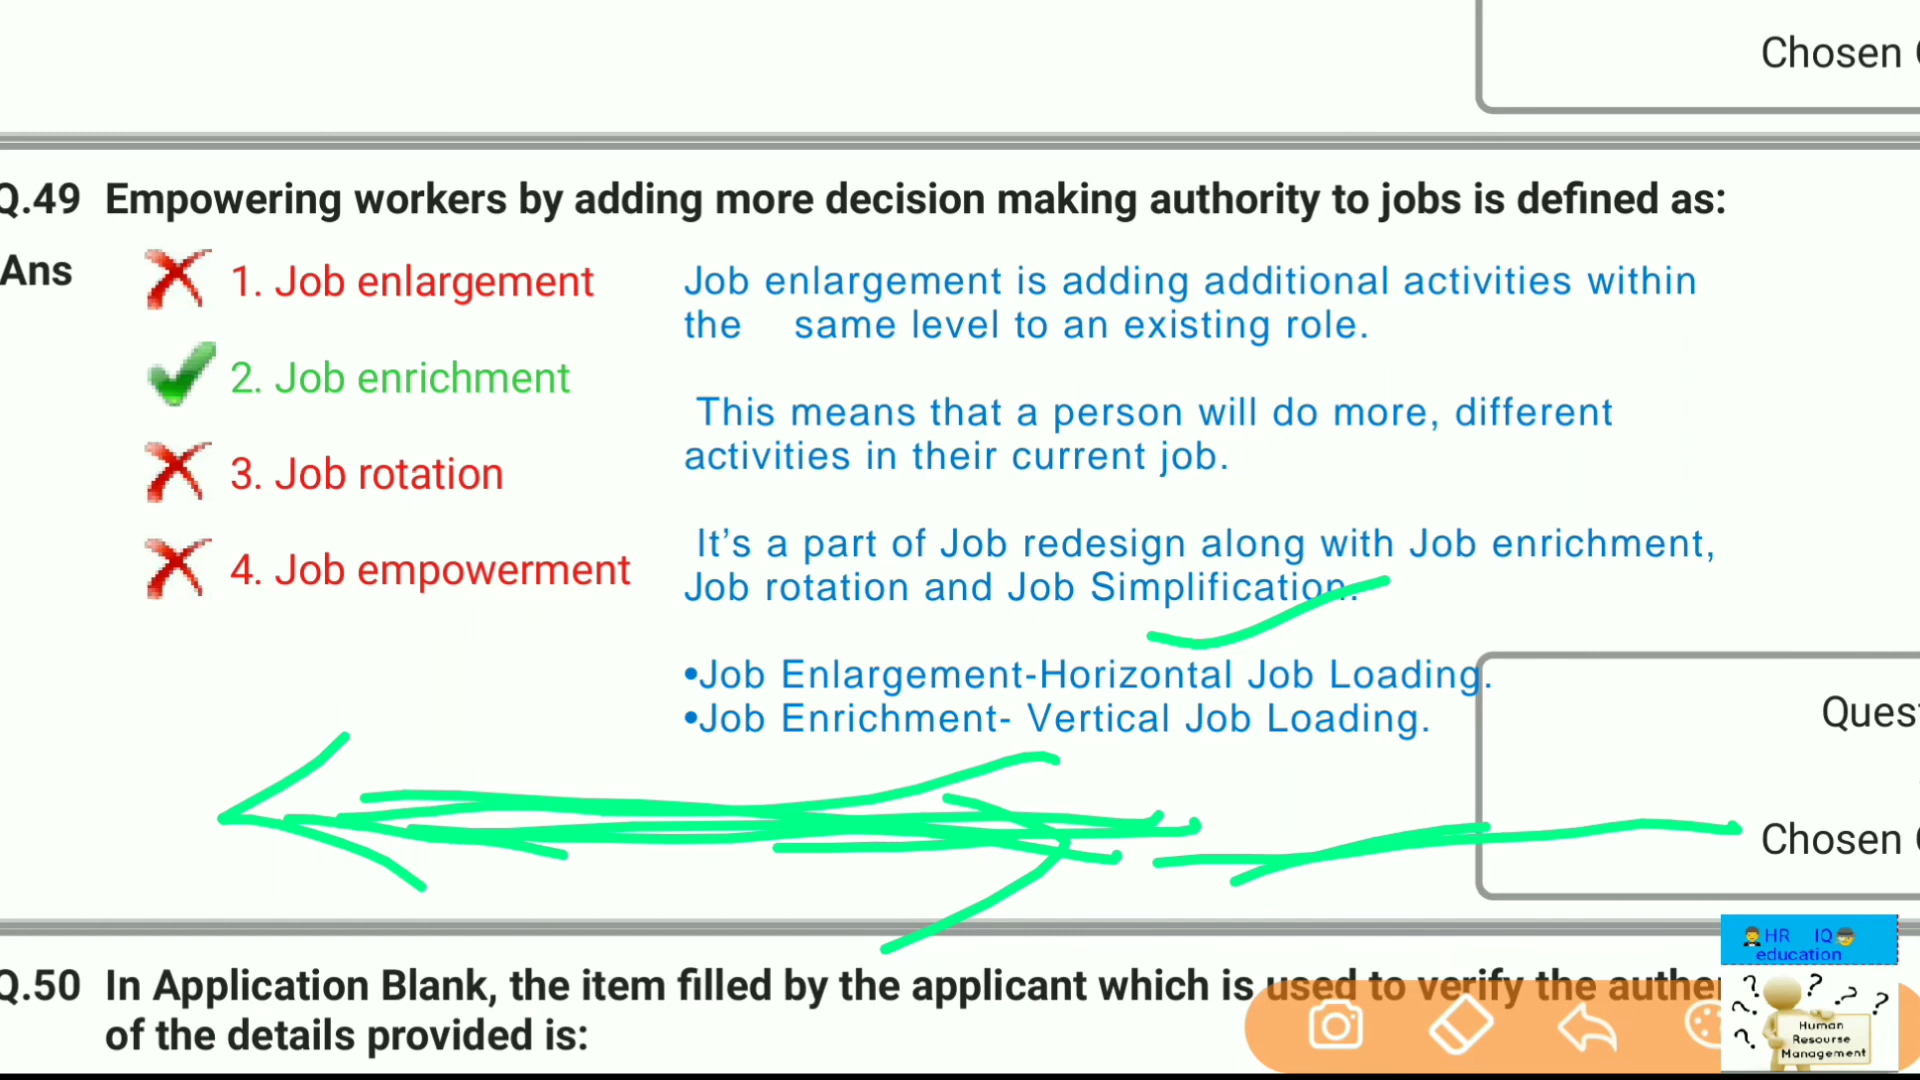 Chosen
Q.49 Empowering workers by adding more decision making authority to jobs is defined as:
Ans
1. Job enlargement
2. Job enrichment
3. Job rotation
4. Job empowerment
Job enlargement is adding additional activities within
the same level to an existing role.
This means that a person will do more, different
activities in their current job.
It’s a part of Job redesign along with Job enrichment,
Job rotation and Job Simplification.
•Job Enlargement-Horizontal Job Loading.
•Job Enrichment- Vertical Job Loading.
Chosen
Q.50 In Application Blank, the item filled by the applicant which is used to verify the
of the details provided is:
HR IQ
education
Human
Resourse
Management